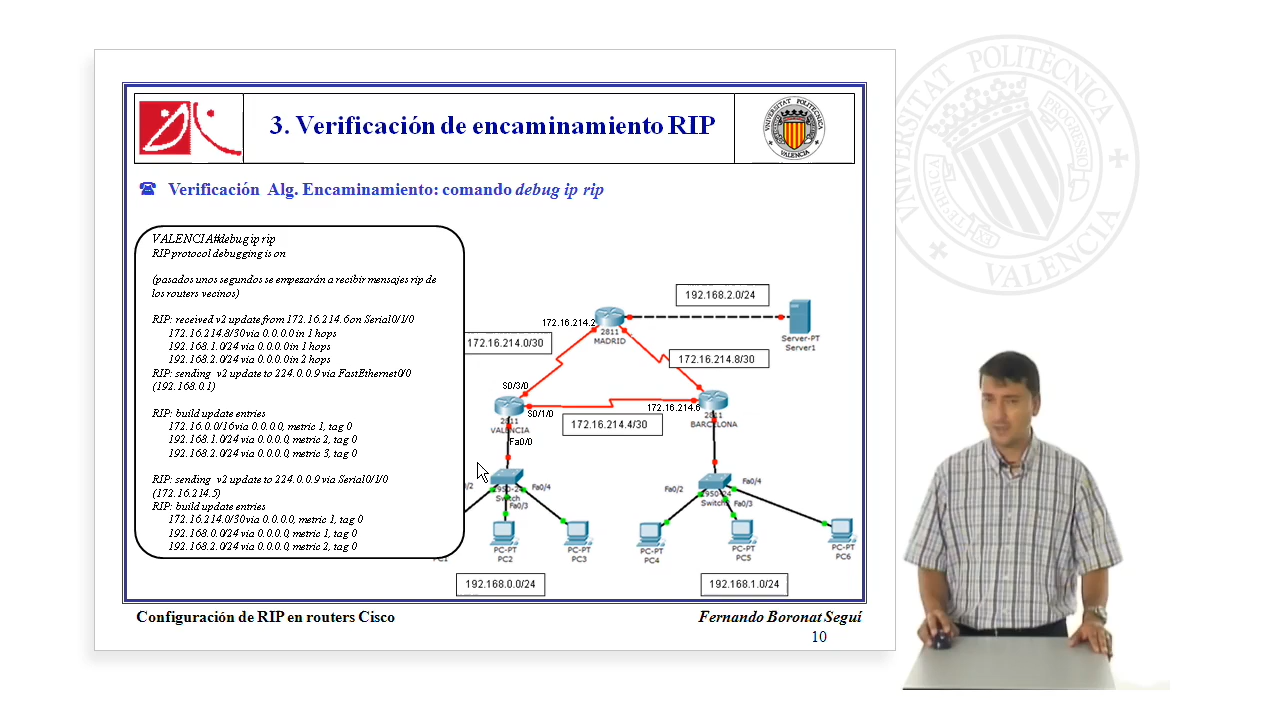 3. Verificación de encaminamiento RIP
UNIVERSITAT POLITÈCNICA
VALENCIA
Verificación Alg. Encaminamiento: comando debug ip rip
VALENCIA#debug ip rip
RIP protocol debugging is on
(pasados unos segundos se empezarán a recibir mensajes rip de
los routers vecinos)
RIP: received v2 update from 172.16.214.6 on Serial0/1/0
172.16.214.8/30 via 0.0.0.0 in 1 hops
192.168.1.0/24 via 0.0.0.0 in 1 hops
192.168.2.0/24 via 0.0.0.0 in 2 hops
RIP: sending v2 update to 224.0.0.9 via FastEthernet0/0
(192.168.0.1)
RIP: build update entries
172.16.0.0/16 via 0.0.0.0, metric 1, tag 0
192.168.1.0/24 via 0.0.0.0, metric 2, tag 0
192.168.2.0/24 via 0.0.0.0, metric 3, tag 0
RIP: sending v2 update to 224.0.0.9 via Serial0/1/0
(172.16.214.5)
RIP: build update entries
172.16.214.0/30 via 0.0.0.0, metric 1, tag 0
192.168.0.0/24 via 0.0.0.0, metric 1, tag 0
192.168.2.0/24 via 0.0.0.0, metric 2, tag 0
192.168.2.0/24
172.16.214.2
2811
MADRID
Server-PT
Server1
172.16.214.0/30
172.16.214.8/30
S0/3/0
S0/1/0
172.16.214.6
2811
VALENCIA
2811
BARCELONA
172.16.214.4/30
Fa0/0
Fa0/4
Fa0/3
Switch
Fa0/2
Fa0/4
Fa0/3
PC1
PC-PT
PC2
PC-PT
PC3
PC-PT
PC4
PC-PT
PC5
PC-PT
PC6
192.168.0.0/24
192.168.1.0/24
Configuración de RIP en routers Cisco
Fernando Boronat Seguí
10
UNIVERSITAT POLITÈCNICA
VALÈNCIA